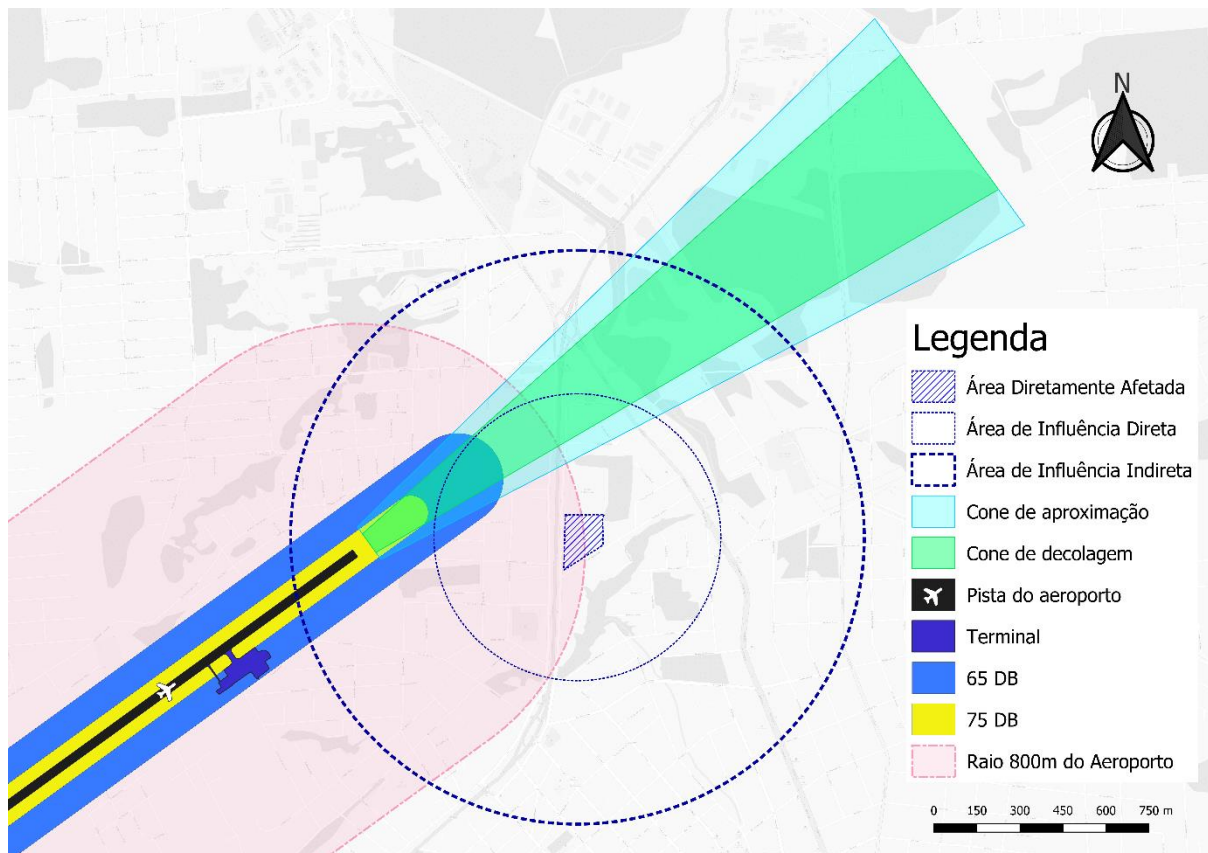 N
Legenda
Área Diretamente Afetada
Área de Influência Direta
Área de Influência Indireta
Cone de aproximação
Cone de decolagem
Pista do aeroporto
Terminal
65 DB
75 DB
Raio 800m do Aeroporto
0 150 300 450 600 750 m